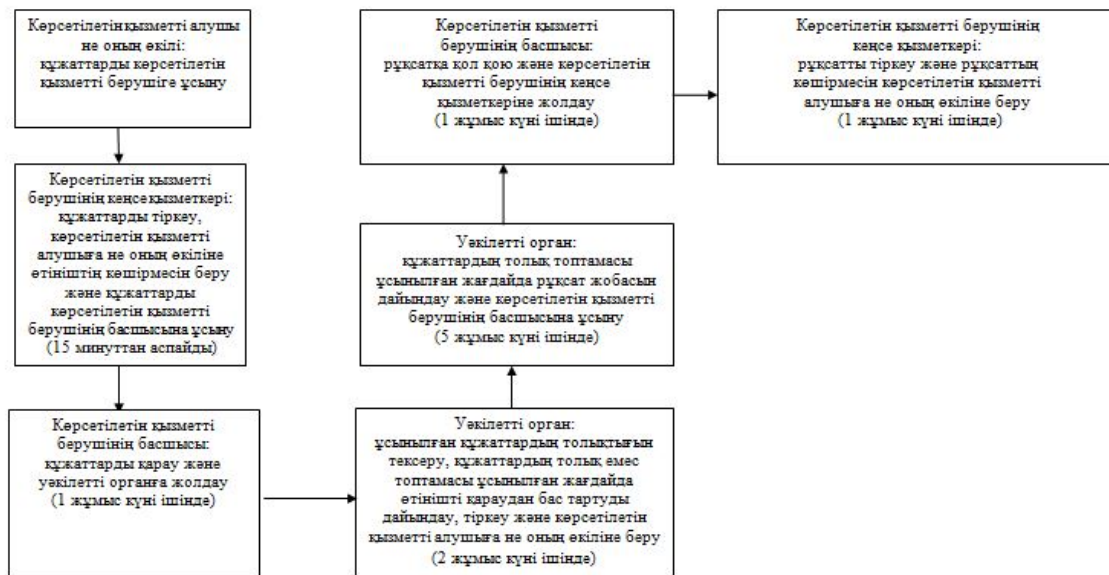 Көрсетілетін қызметті алушы
не оның өкілі:
құжаттарды көрсетілетін
қызметті берушіге ұсыну
Көрсетілетін қызметті
берушінің кеңсе қызметкері:
құжаттарды тіркеу,
көрсетілетін қызметті
алушыға не оның өкіліне
өтініштің көшірмесін беру
және құжаттарды
көрсетілетін қызметті
берушінің басшысына ұсыну
(15 минуттан аспайды)
Көрсетілетін қызметті
берушінің басшысы:
құжаттарды қарау және
уәкілетті органға жолдау
(1 жұмыс күні ішінде)
Уәкілетті орган:
ұсынылған құжаттардың толықтығын
тексеру, құжаттардың толық емес
топтамасы ұсынылған жағдайда
өтінішті қараудан бас тартуды
дайындау, тіркеу және көрсетілетін
қызметті алушыға не оның өкіліне беру
(2 жұмыс күні ішінде)
Уәкілетті орган:
құжаттардың толық топтамасы
ұсынылған жағдайда рұқсат жобасын
дайындау және көрсетілетін қызметті
берушінің басшысына ұсыну
(5 жұмыс күні ішінде)
Көрсетілетін қызметті
берушінің басшысы:
рұқсатқа қол қою және көрсетілетін
қызметті берушінің кеңсе
қызметкеріне жолдау
(1 жұмыс күні ішінде)
Көрсетілетін қызметті берушінің
кеңсе қызметкері:
рұқсатты тіркеу және рұқсаттың
көшірмесін көрсетілетін қызметті
алушыға не оның өкіліне беру
(1 жұмыс күні ішінде)